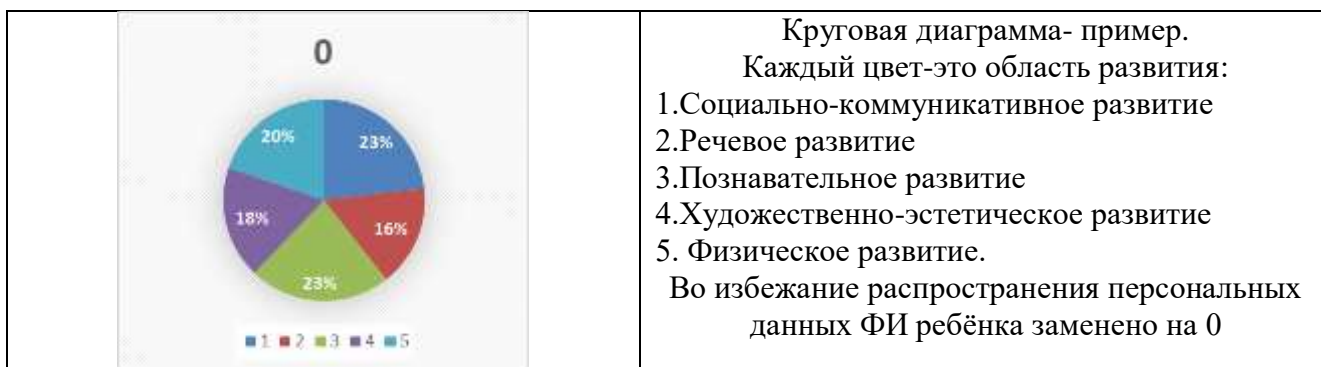 0
20%
23%
18%
16%
23%
1 2 3 4 5
Круговая диаграмма- пример.
Каждый цвет-это область развития:
1.Социально-коммуникативное развитие
2.Речевое развитие
3.Познавательное развитие
4.Художественно-эстетическое развитие
5. Физическое развитие.
Во избежание распространения персональных
данных ФИ ребёнка заменено на 0